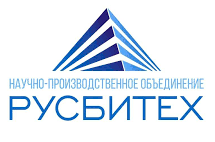 НАУЧНО-ПРОИЗВОДСТВЕННОЕ ОБЪЕДИНЕНИЕ
РУСБИТЕХ